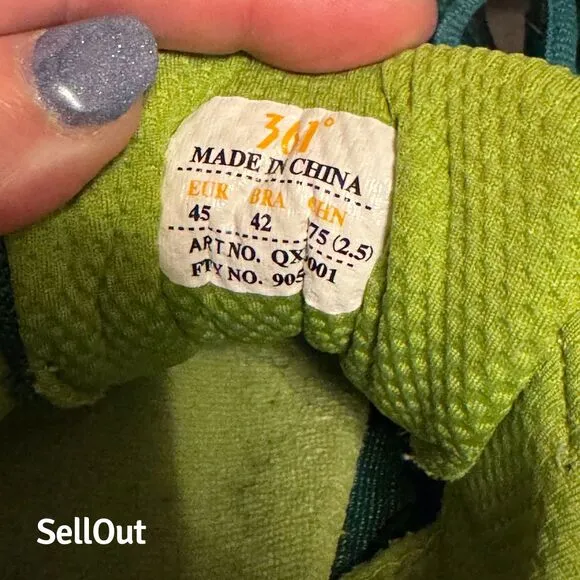 361°
MADE IN CHINA
EUR BRA CHN
45 42 275 (2.5)
ART NO. QX-001
FTY NO. 905
SellOut